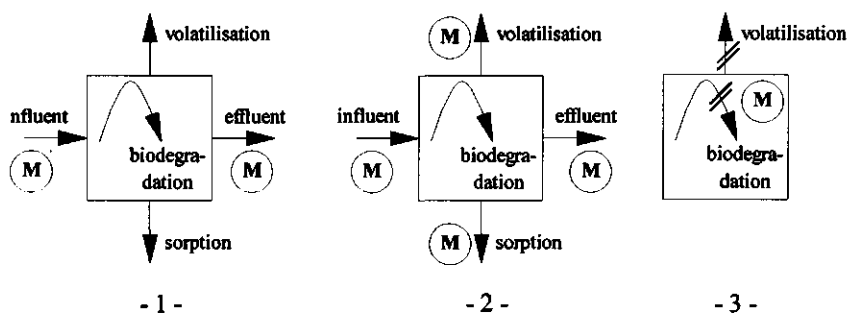 volatilisation
nfluent
effluent
M
M
biodegra-
dation
sorption
- 1 -
M
volatilisation
influent
effluent
M
M
biodegra-
dation
M
sorption
- 2 -
volatilisation
M
biodegra-
dation
- 3 -